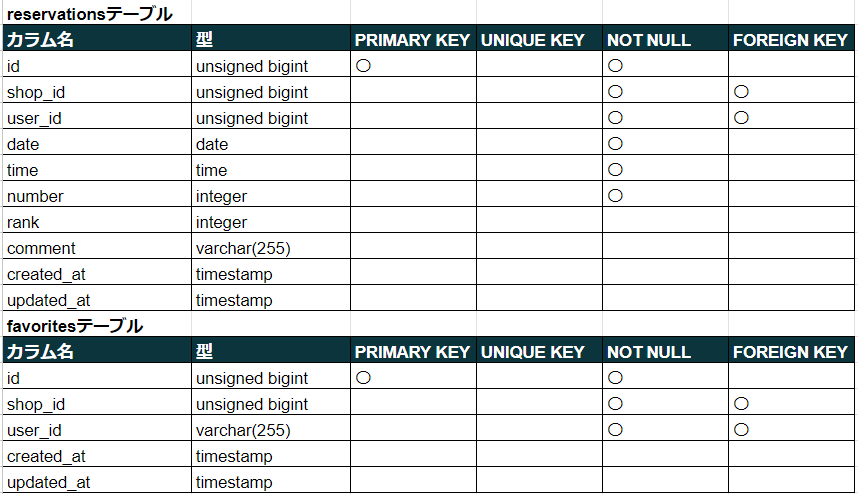 reservationsテーブル
カラム名 型 PRIMARY KEY UNIQUE KEY NOT NULL FOREIGN KEY
id unsigned bigint ○ ○
shop_id unsigned bigint ○ ○
user_id unsigned bigint ○ ○
date date ○
time time ○
number integer ○
rank integer
comment varchar(255)
created_at timestamp
updated_at timestamp
favoritesテーブル
カラム名 型 PRIMARY KEY UNIQUE KEY NOT NULL FOREIGN KEY
id unsigned bigint ○ ○
shop_id unsigned bigint ○ ○
user_id varchar(255) ○ ○
created_at timestamp
updated_at timestamp